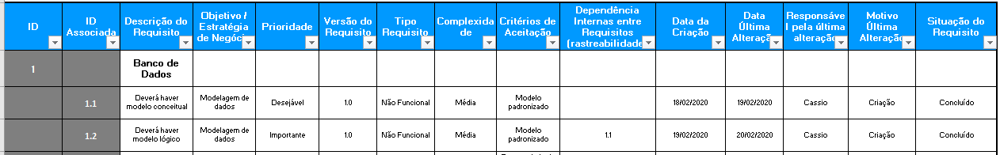 ID
ID Associada
Descrição do Requisito
Objetivo / Estratégia de Negóci
Prioridade
Versão do Requisito
Tipo Requisito
Complexida de
Critérios de Aceitação
Dependência Internas entre Requisitos (rastreabilidade
Data da Criação
Data Última Alteraçã
Responsáve l pela última alteraçã
Motivo Última Alteraçã
Situação do Requisito
1
Banco de Dados
1.1
Deverá haver modelo conceitual
Modelagem de dados
Desejável
1.0
Não Funcional
Média
Modelo padronizado
18/02/2020
19/02/2020
Cassio
Criação
Concluído
1.2
Deverá haver modelo lógico
Modelagem de dados
Importante
1.0
Não Funcional
Média
Modelo padronizado
1.1
19/02/2020
20/02/2020
Cassio
Criação
Concluído